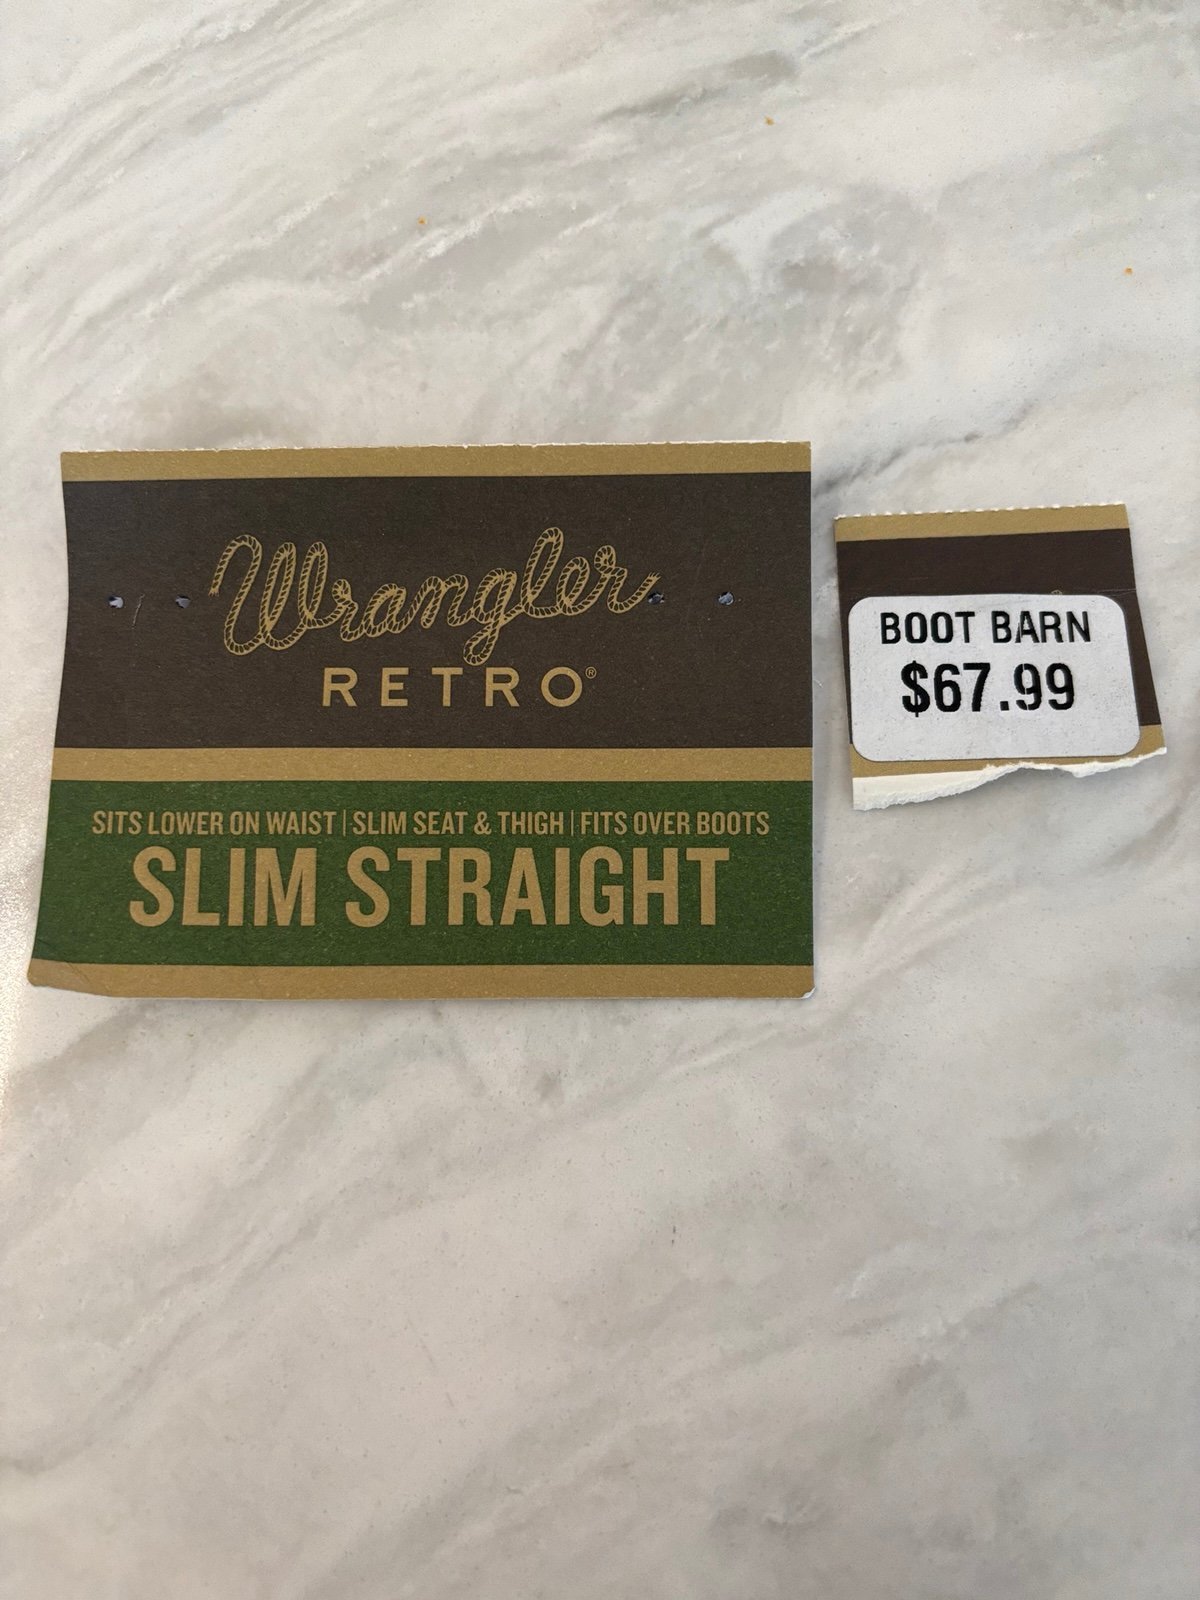 Wrangler
RETRO®
SITS LOWER ON WAIST | SLIM SEAT & THIGH | FITS OVER BOOTS
SLIM STRAIGHT
BOOT BARN
$67.99